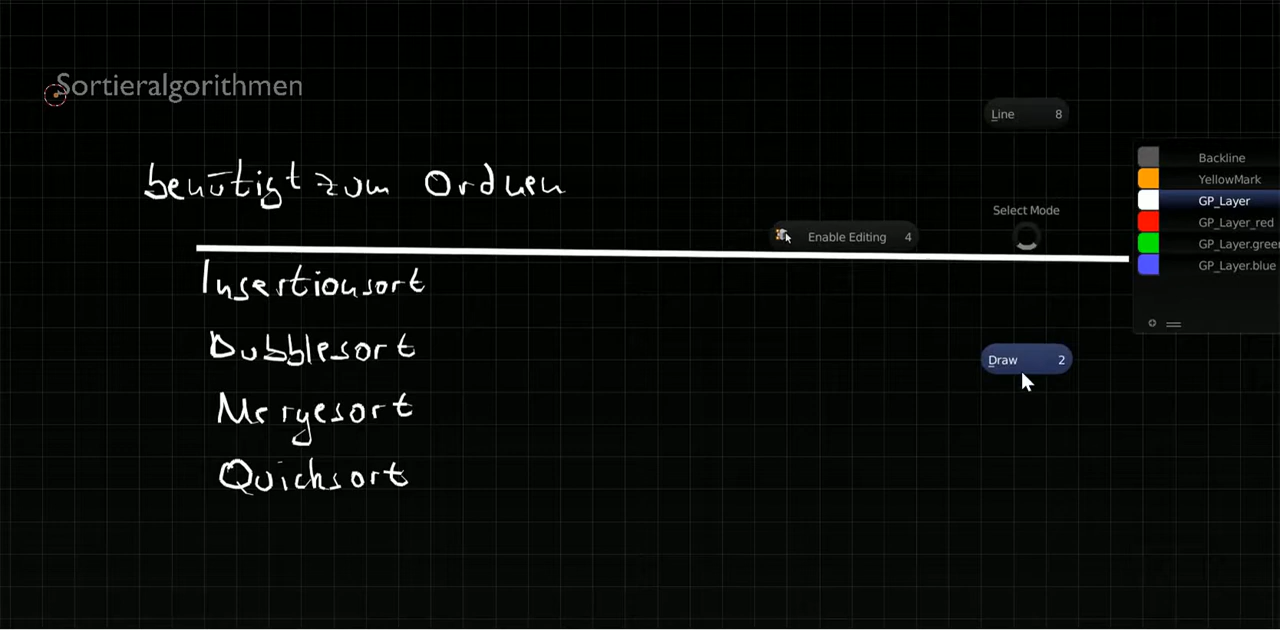 Sortieralgorithmen
Line 8
benötigt zum Ordnen
Select Mode
Enable Editing 4
Backline
YellowMark
GP_Layer
GP_Layer_red
GP_Layer.gree
GP_Layer.blue
Insertionsort
Bubblesort
Draw 2
Mergesort
Quicksort